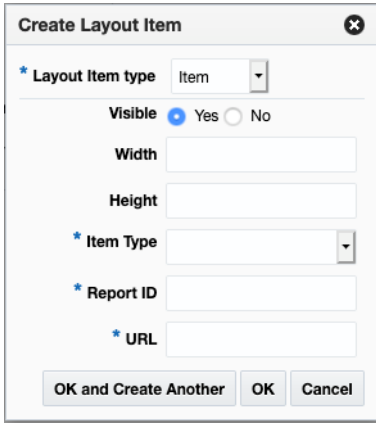 Create Layout Item
* Layout Item type Item
Visible Yes No
Width
Height
* Item Type
* Report ID
* URL
OK and Create Another OK Cancel